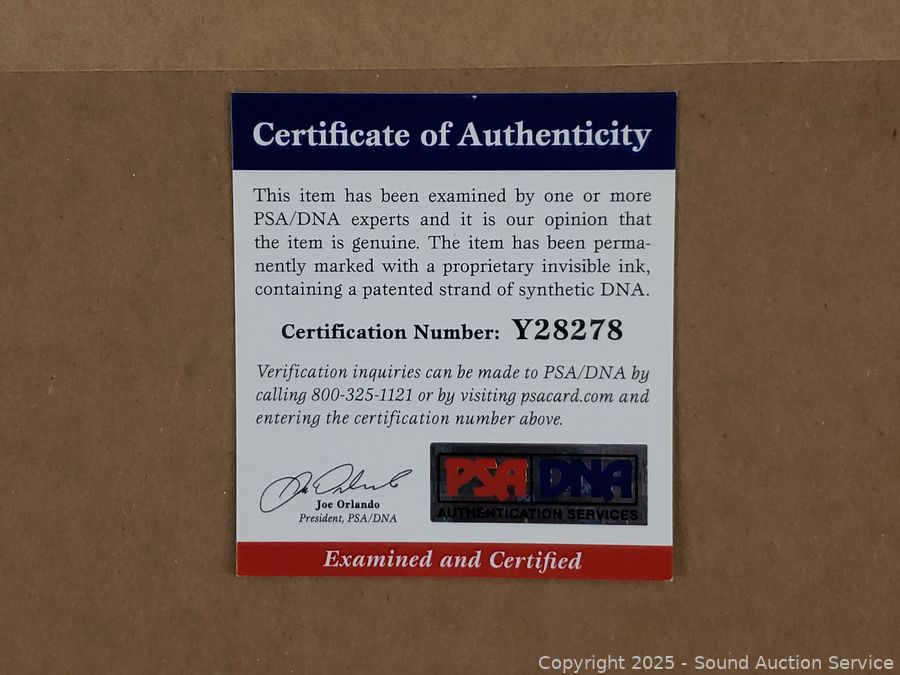 Certificate of Authenticity
This item has been examined by one or more
PSA/DNA experts and it is our opinion that
the item is genuine. The item has been perma-
nently marked with a proprietary invisible ink,
containing a patented strand of synthetic DNA.
Certification Number: Y28278
Verification inquiries can be made to PSA/DNA by
calling 800-325-1121 or by visiting psacard.com and
entering the certification number above.
Joe Orlando
Joe Orlando
President, PSA/DNA
PSA DNA
AUTHENTICATION SERVICES
Examined and Certified
Copyright 2025 - Sound Auction Service